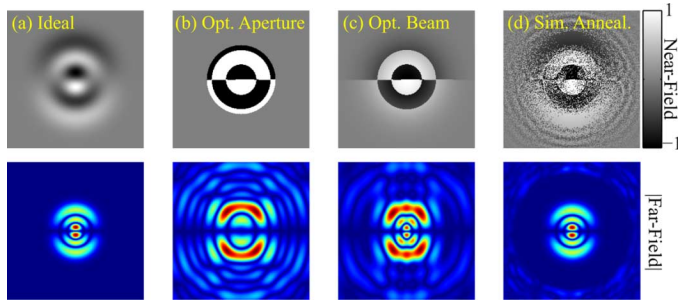 (a) Ideal
(b) Opt. Aperture
(c) Opt. Beam
(d) Sim. Anneal.
1
Near-Field
−1
|Far-Field|